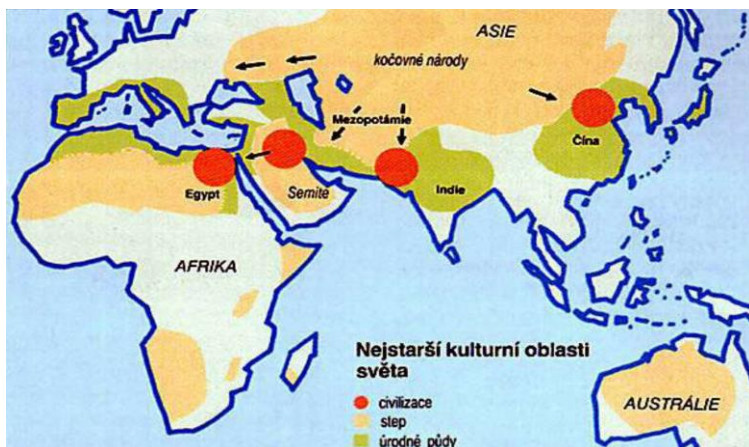 ASIE
kočovné národy
Mezopotámie
Čína
Egypt
Semité
Indie
AFRIKA
Nejstarší kulturní oblasti
světa
civilizace
step
úrodné půdy
AUSTRÁLIE